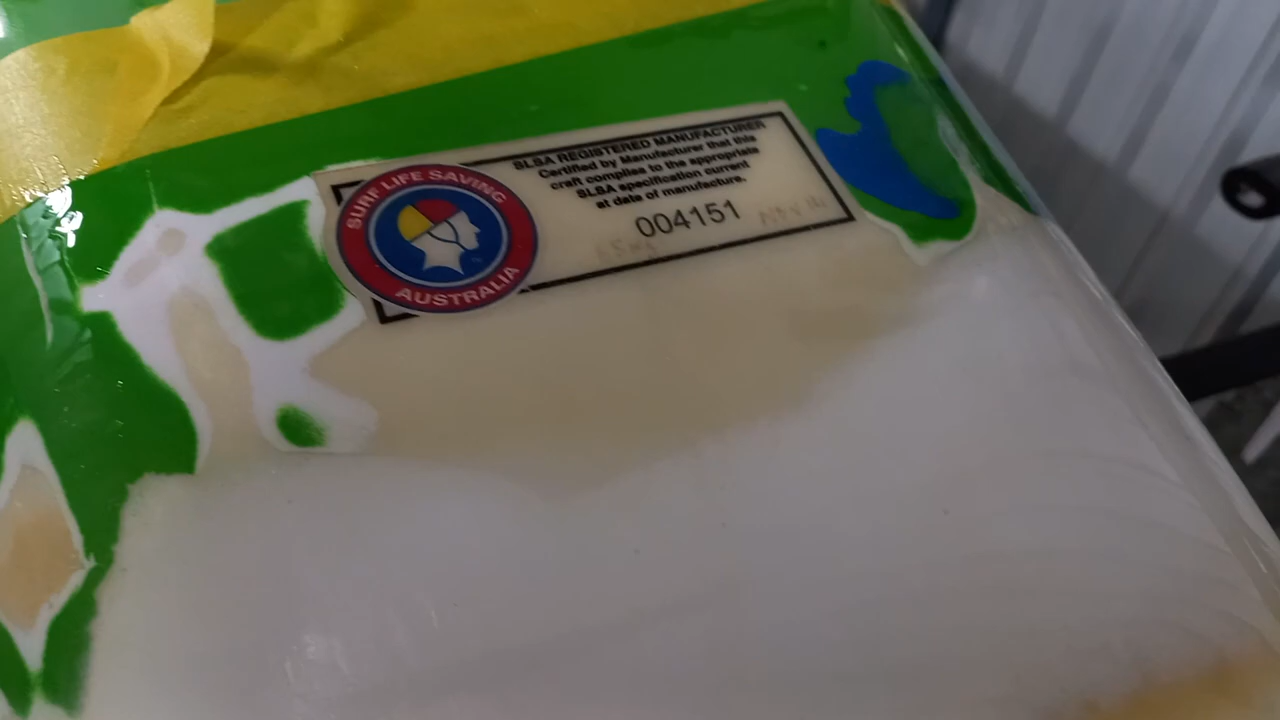 SURF LIFE SAVING
AUSTRALIA
SLSA REGISTERED MANUFACTURER
Certified by Manufacturer that this
craft complies to the appropriate
SLSA specification current
at date of manufacture.
004151